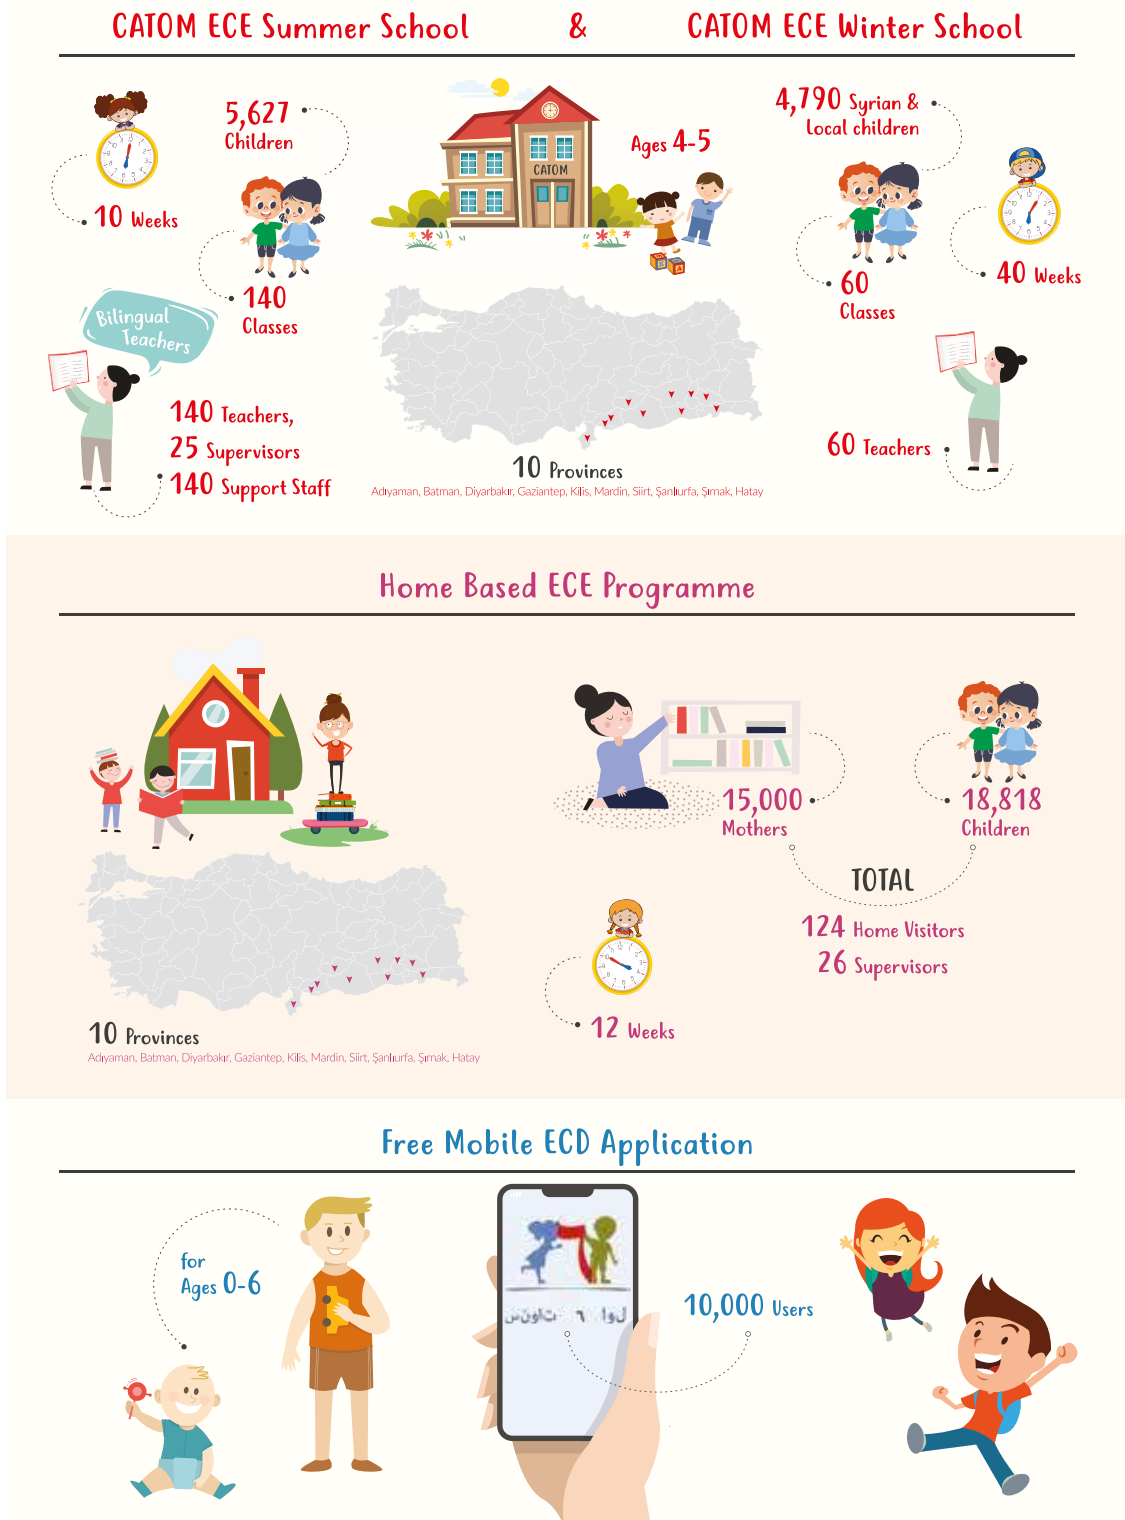 CATOM ECE Summer School
&
CATOM ECE Winter School
5,627
Children
10 Weeks
140
Classes
Bilingual
Teachers
140 Teachers,
25 Supervisors
140 Support Staff
CATOM
Ages 4-5
10 Provinces
Adıyaman, Batman, Diyarbakır, Gaziantep, Kilis, Mardin, Siirt, Şanlıurfa, Şırnak, Hatay
4,790 Syrian &
Local children
60
Classes
40 Weeks
60 Teachers
Home Based ECE Programme
10 Provinces
Adıyaman, Batman, Diyarbakır, Gaziantep, Kilis, Mardin, Siirt, Şanlıurfa, Şırnak, Hatay
15,000
Mothers
18,818
Children
TOTAL
124 Home Visitors
26 Supervisors
12 Weeks
Free Mobile ECD Application
for
Ages 0-6
10,000 Users